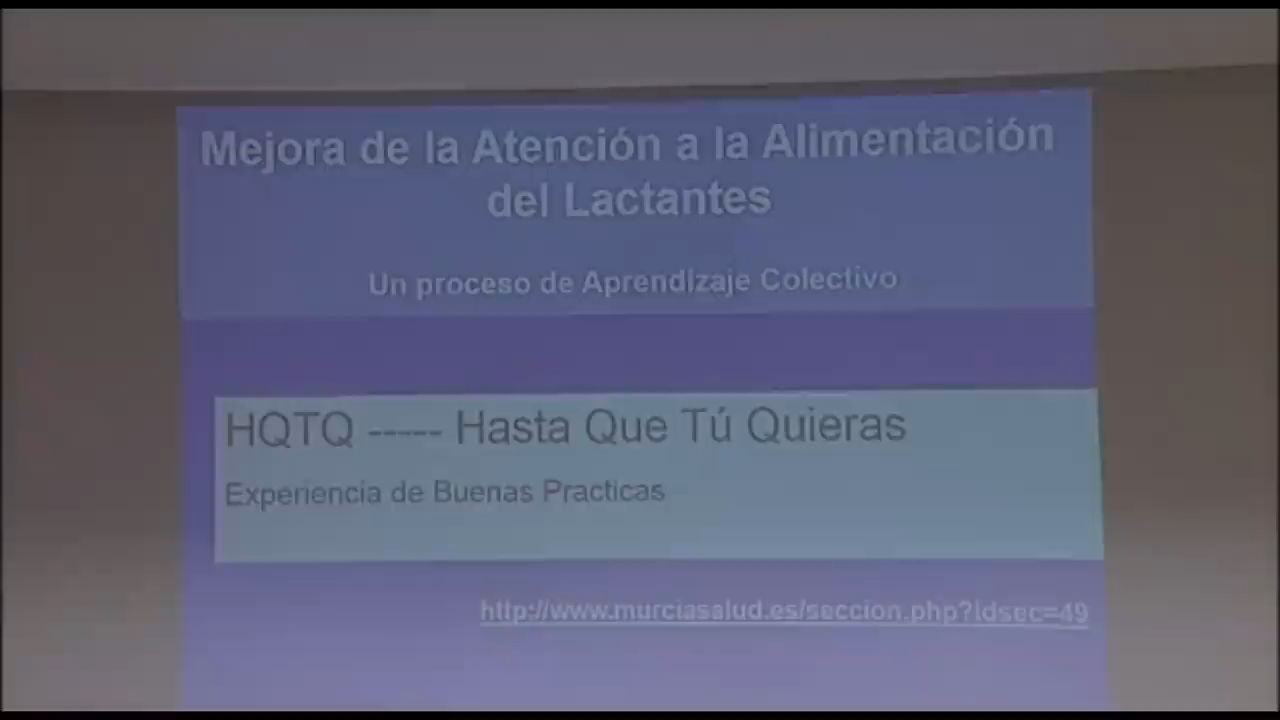 Mejora de la Atención a la Alimentación
del Lactantes
Un proceso de Aprendizaje Colectivo
HQTQ ----- Hasta Que Tú Quieras
Experiencia de Buenas Practicas
http://www.murciasalud.es/seccion.php?idsec=49